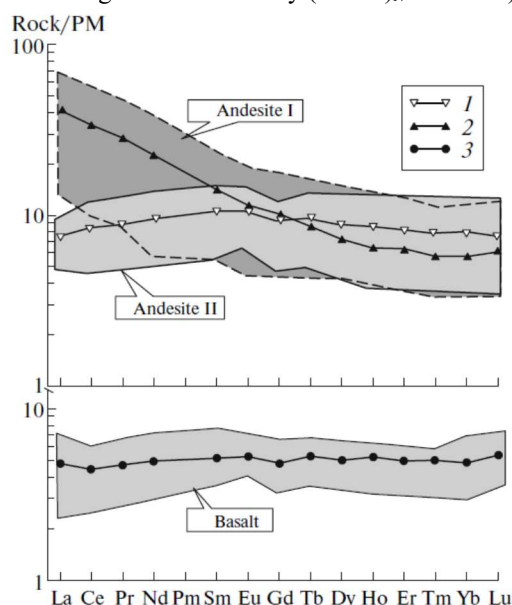 Rock/PM
100
Andesite I
1
2
3
10
Andesite II
1
10
Basalt
1
La Ce Pr Nd Pm Sm Eu Gd Tb Dy Ho Er Tm Yb Lu